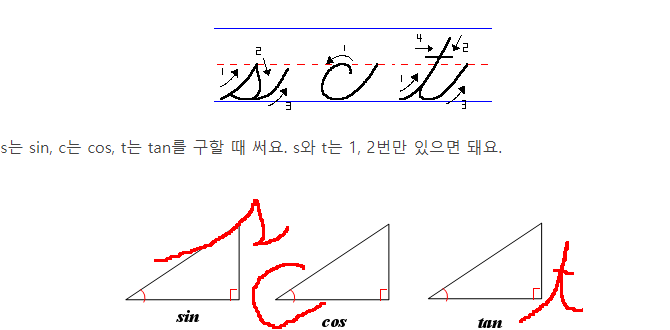 1 2 1 4 2
s c t
3 1 3
s는 sin, c는 cos, t는 tan를 구할 때 써요. s와 t는 1, 2번만 있으면 돼요.
s c t
sin cos tan